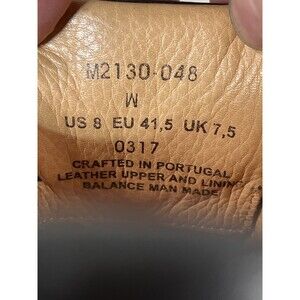 M2130-048
W
US 8 EU 41,5 UK 7,5
0317
CRAFTED IN PORTUGAL
LEATHER UPPER AND LINING
BALANCE MAN MADE